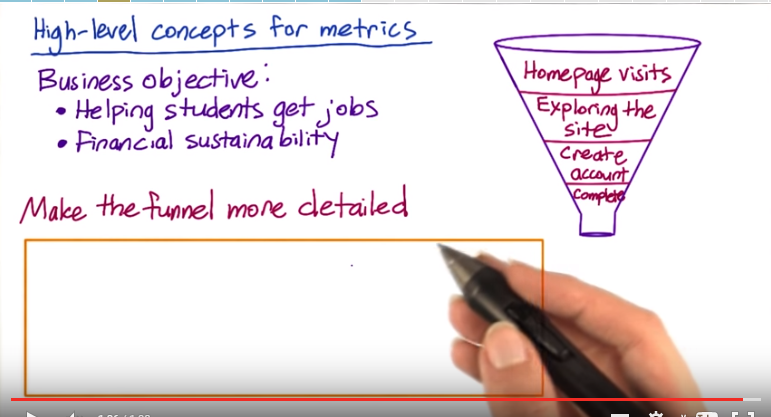 High-level concepts for metrics
Business objective:
• Helping students get jobs
• Financial sustainability
Make the funnel more detailed
Homepage visits
Exploring the
site
Create
account
Complete